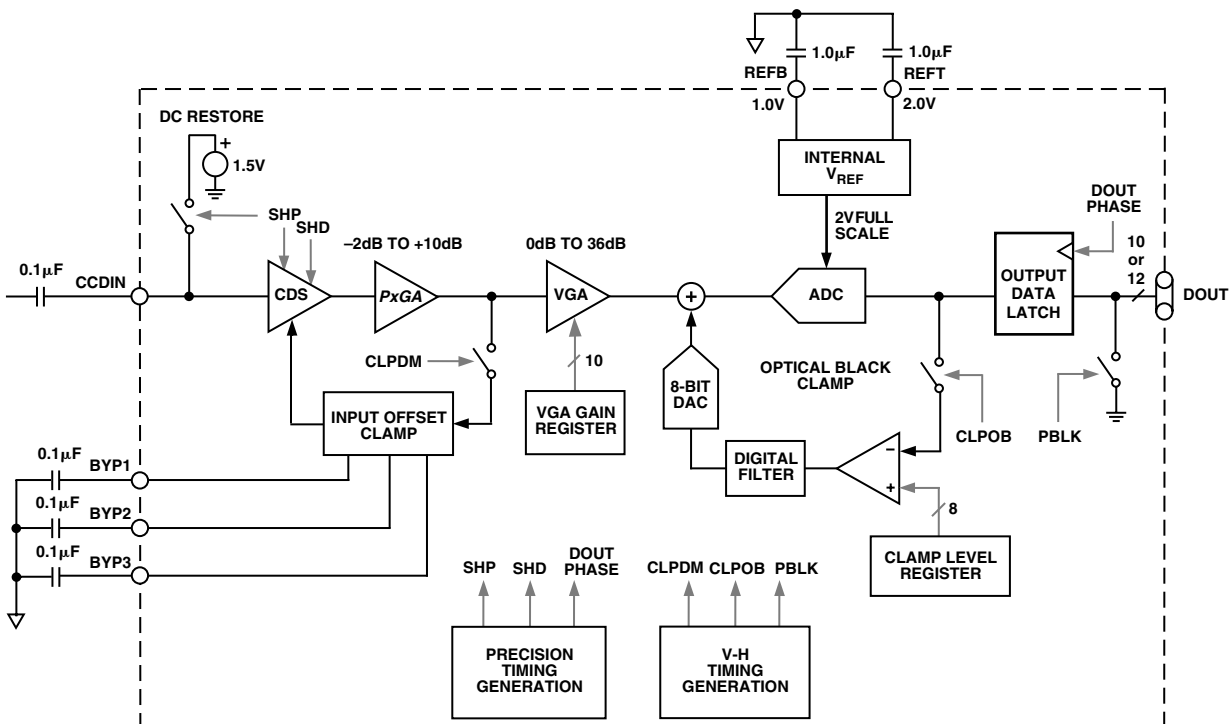 1.0µF
1.0µF
REFB
REFT
1.0V
2.0V
DC RESTORE
+
1.5V
INTERNAL
VREF
DOUT
PHASE
SHP
SHD
–2dB TO +10dB
0dB TO 36dB
2V FULL
SCALE
10
or
12
0.1µF
CCDIN
CDS
PxGA
VGA
+
ADC
OUTPUT
DATA
LATCH
DOUT
CLPDM
10
8-BIT
DAC
OPTICAL BLACK
CLAMP
INPUT OFFSET
CLAMP
VGA GAIN
REGISTER
CLPOB
PBLK
0.1µF
BYP1
DIGITAL
FILTER
–
+
0.1µF
BYP2
8
0.1µF
BYP3
CLAMP LEVEL
REGISTER
SHP
SHD
DOUT
PHASE
CLPDM
CLPOB
PBLK
PRECISION
TIMING
GENERATION
V-H
TIMING
GENERATION